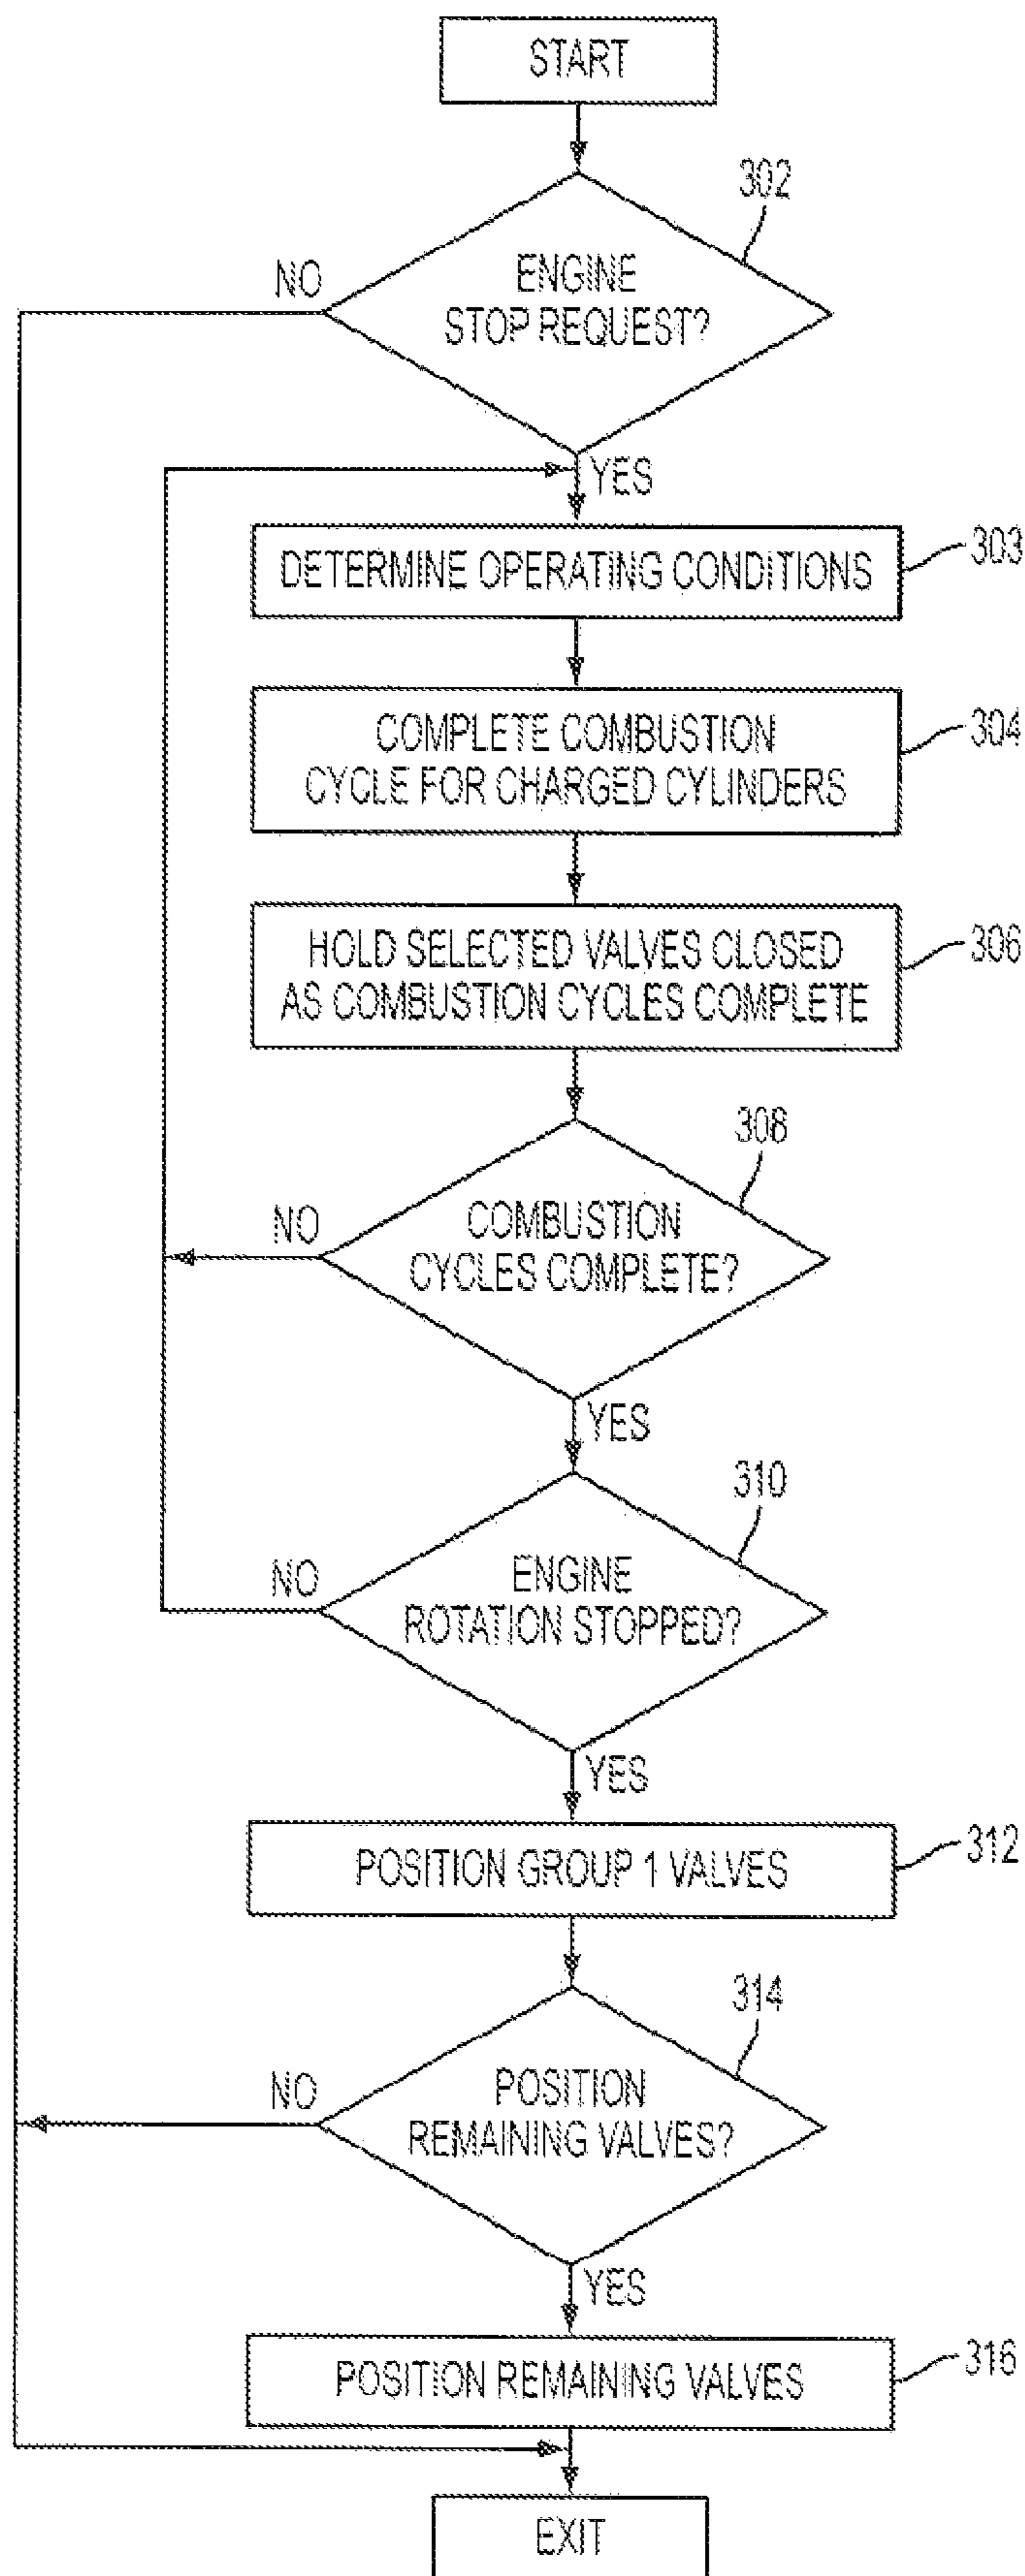 START
302
NO
ENGINE
STOP REQUEST?
YES
DETERMINE OPERATING CONDITIONS
303
COMPLETE COMBUSTION
CYCLE FOR CHARGED CYLINDERS
304
HOLD SELECTED VALVES CLOSED
AS COMBUSTION CYCLES COMPLETE
306
308
NO
COMBUSTION
CYCLES COMPLETE?
YES
310
NO
ENGINE
ROTATION STOPPED?
YES
POSITION GROUP 1 VALVES
312
314
NO
POSITION
REMAINING VALVES?
YES
POSITION REMAINING VALVES
316
EXIT